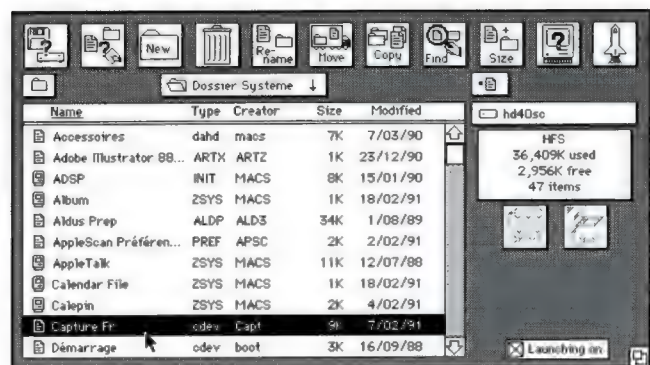 New
Re-
name
Move
Copy
Find
Size
Dossier Systeme
Name Type Creator Size Modified
Accessoires dahd macs 7K 7/03/90
Adobe Illustrator 88... ARTX ARTZ 1K 23/12/90
ADSP INIT MACS 8K 15/01/90
Album ZSYS MACS 1K 18/02/91
Aldus Prep ALDP ALD3 34K 1/08/89
AppleScan Préféren... PREF APSC 2K 2/02/91
AppleTalk ZSYS MACS 11K 12/07/88
Calendar File ZSYS MACS 1K 18/02/91
Calepin ZSYS MACS 2K 4/02/91
Capture Fr cdev Capt 9K 7/02/91
Démarrage cdev boot 3K 16/09/88
hd40sc
HFS
36,409K used
2,956K free
47 items
Launching on